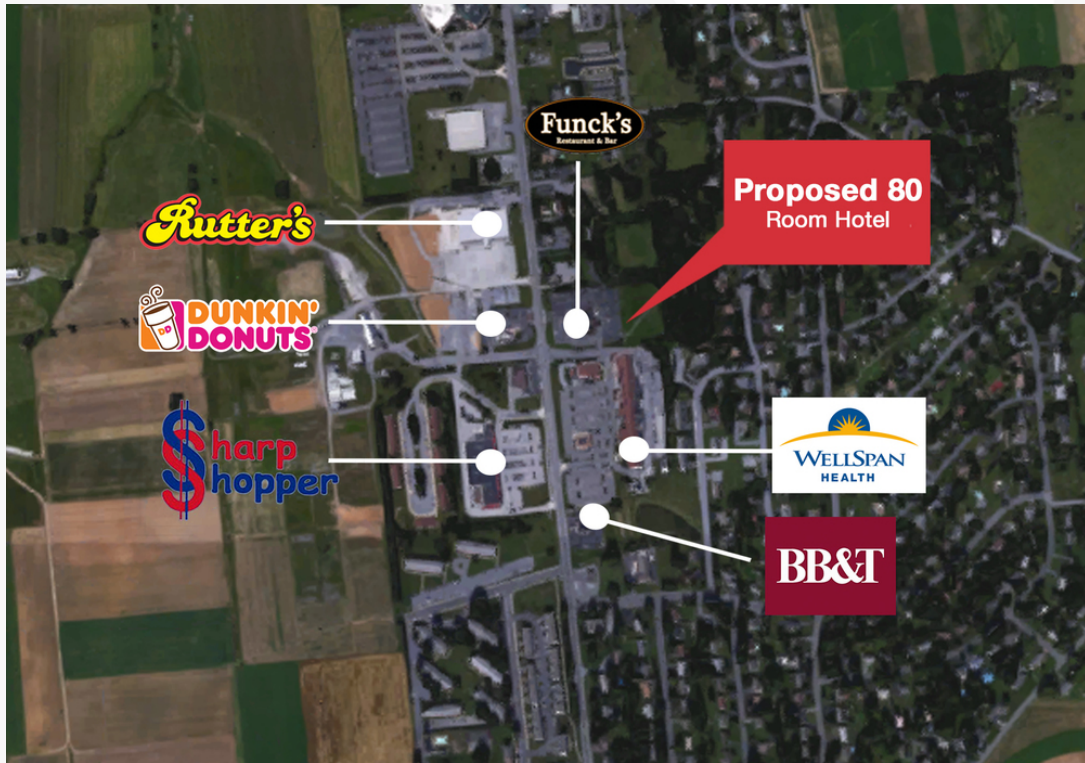 Funck's
Restaurant & Bar
Proposed 80
Room Hotel
Rutter's
DUNKIN'
DONUTS
DD
Sharp
Shopper
WELLSPAN
HEALTH
BB&T